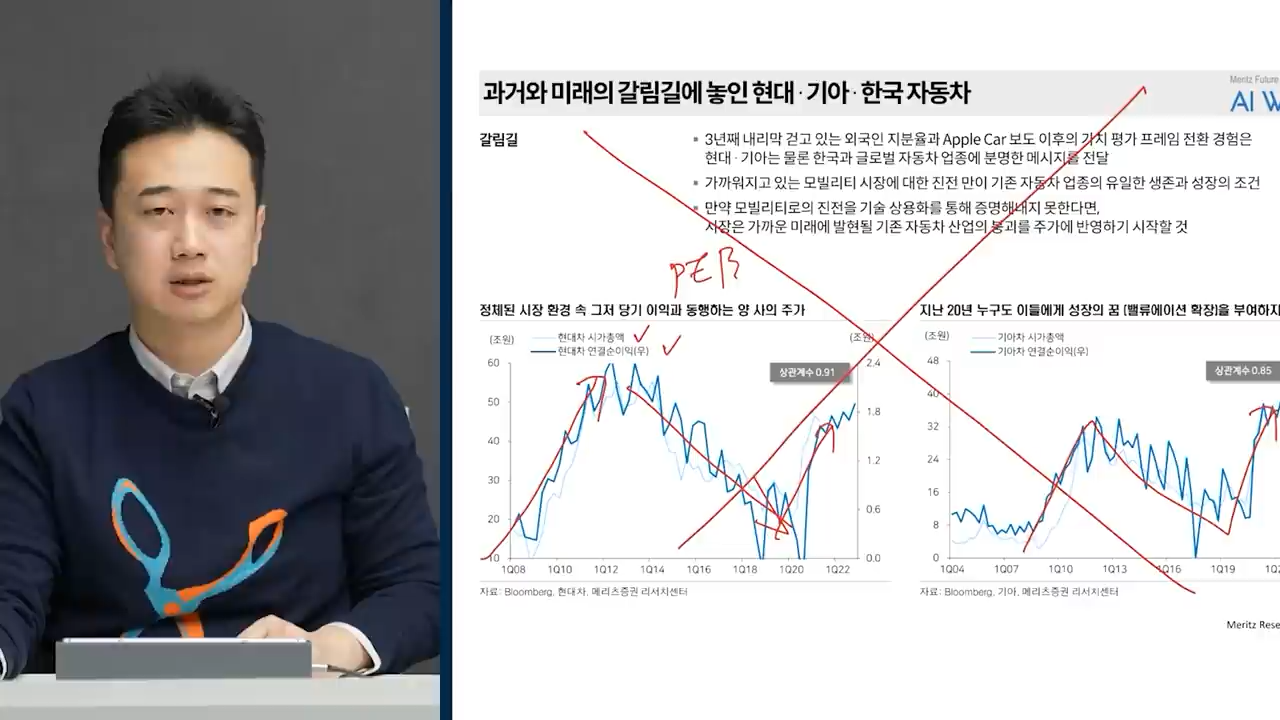 과거와 미래의 갈림길에 놓인 현대 · 기아 · 한국 자동차
Meritz Future
AI W
갈림길
▪ 3년째 내리막 걷고 있는 외국인 지분율과 Apple Car 보도 이후의 가치 평가 프레임 전환 경험은
현대 · 기아는 물론 한국과 글로벌 자동차 업종에 분명한 메시지를 전달
▪ 가까워지고 있는 모빌리티 시장에 대한 진전 만이 기존 자동차 업종의 유일한 생존과 성장의 조건
▪ 만약 모빌리티로의 진전을 기술 상용화를 통해 증명해내지 못한다면,
시장은 가까운 미래에 발현될 기존 자동차 산업의 붕괴를 주가에 반영하기 시작할 것
정체된 시장 환경 속 그저 당기 이익과 동행하는 양 사의 주가
(조원)
현대차 시가총액
현대차 연결순이익(우)
(조원)
상관계수 0.91
60
50
40
30
20
10
2.4
1.8
1.2
0.6
0.0
1Q08 1Q10 1Q12 1Q14 1Q16 1Q18 1Q20 1Q22
자료: Bloomberg, 현대차, 메리츠증권 리서치센터
지난 20년 누구도 이들에게 성장의 꿈 (밸류에이션 확장)을 부여하지
(조원)
기아차 시가총액
기아차 연결순이익(우)
상관계수 0.85
48
40
32
24
16
8
0
1Q04 1Q07 1Q10 1Q13 1Q16 1Q19 1Q2
자료: Bloomberg, 기아, 메리츠증권 리서치센터
Meritz Rese